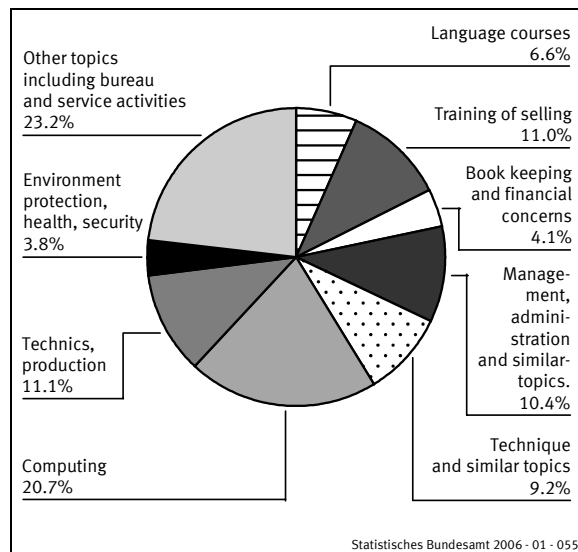 Language courses
6.6%
Training of selling
11.0%
Book keeping
and financial
concerns
4.1%
Manage-
ment,
admini-
stration
and similar-
topics.
10.4%
Technique
and similar topics
9.2%
Computing
20.7%
Technics,
production
11.1%
Environment
protection,
health, security
3.8%
Other topics
including bureau
and service activities
23.2%
Statistisches Bundesamt 2006 - 01 - 055